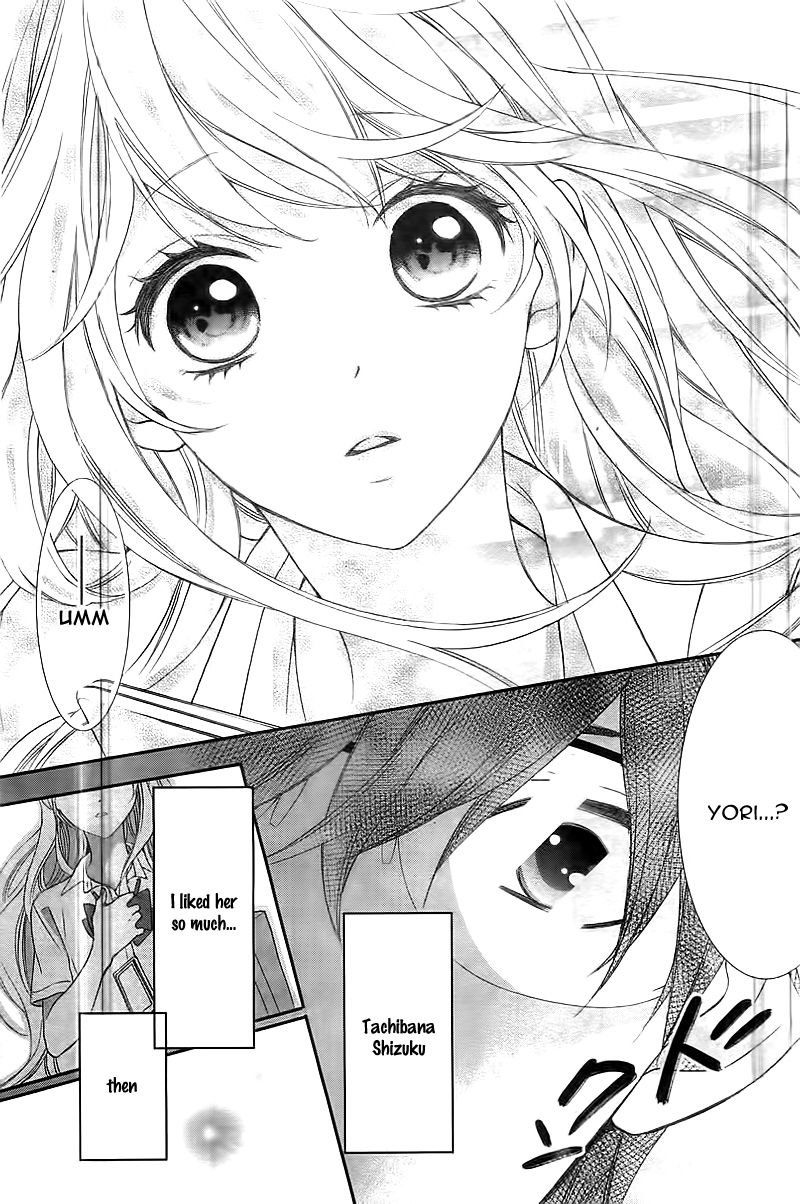 UMM
YORI...?
ドクン
Tachibana
Shizuku
I liked her
so much...
then